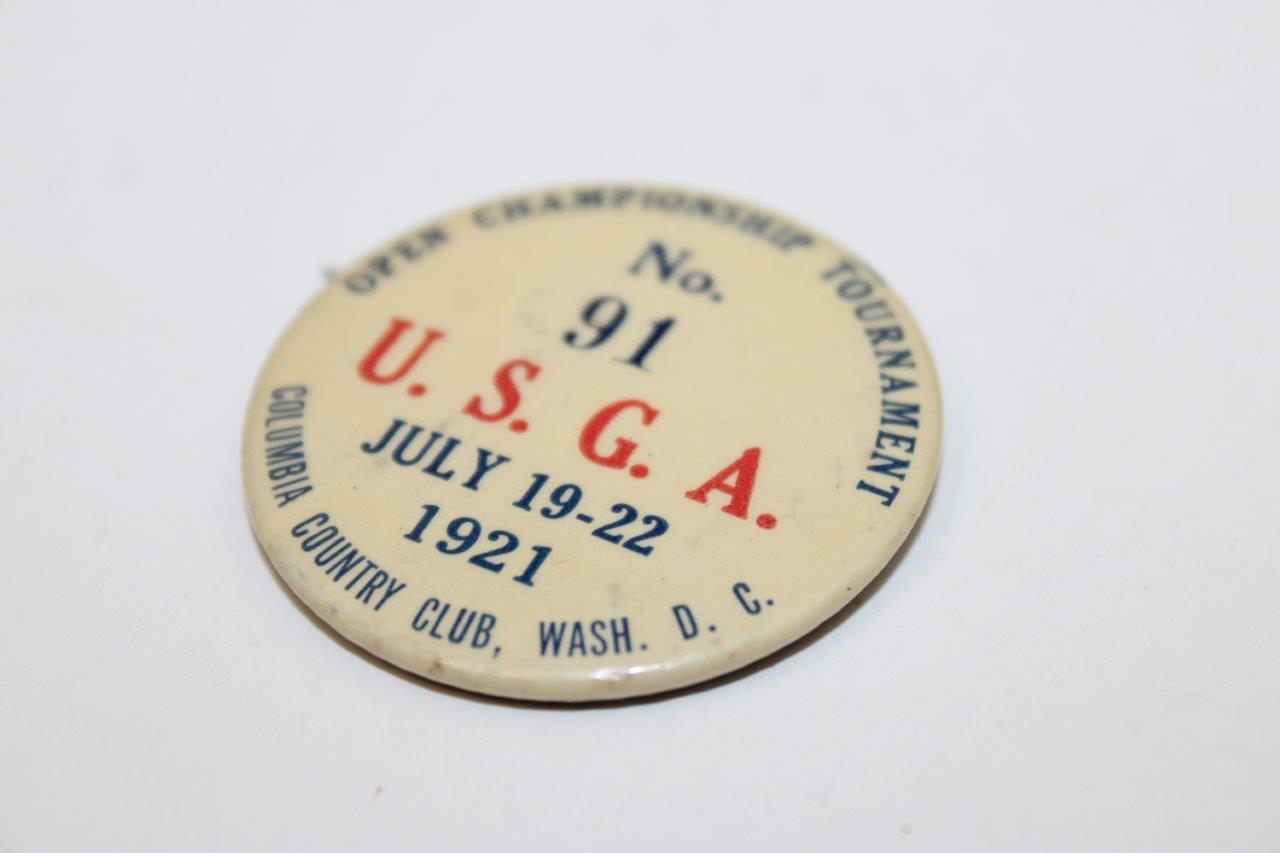 OPEN CHAMPIONSHIP TOURNAMENT
No.
91
U. S. G. A.
JULY 19-22
1921
COLUMBIA COUNTRY CLUB, WASH. D. C.